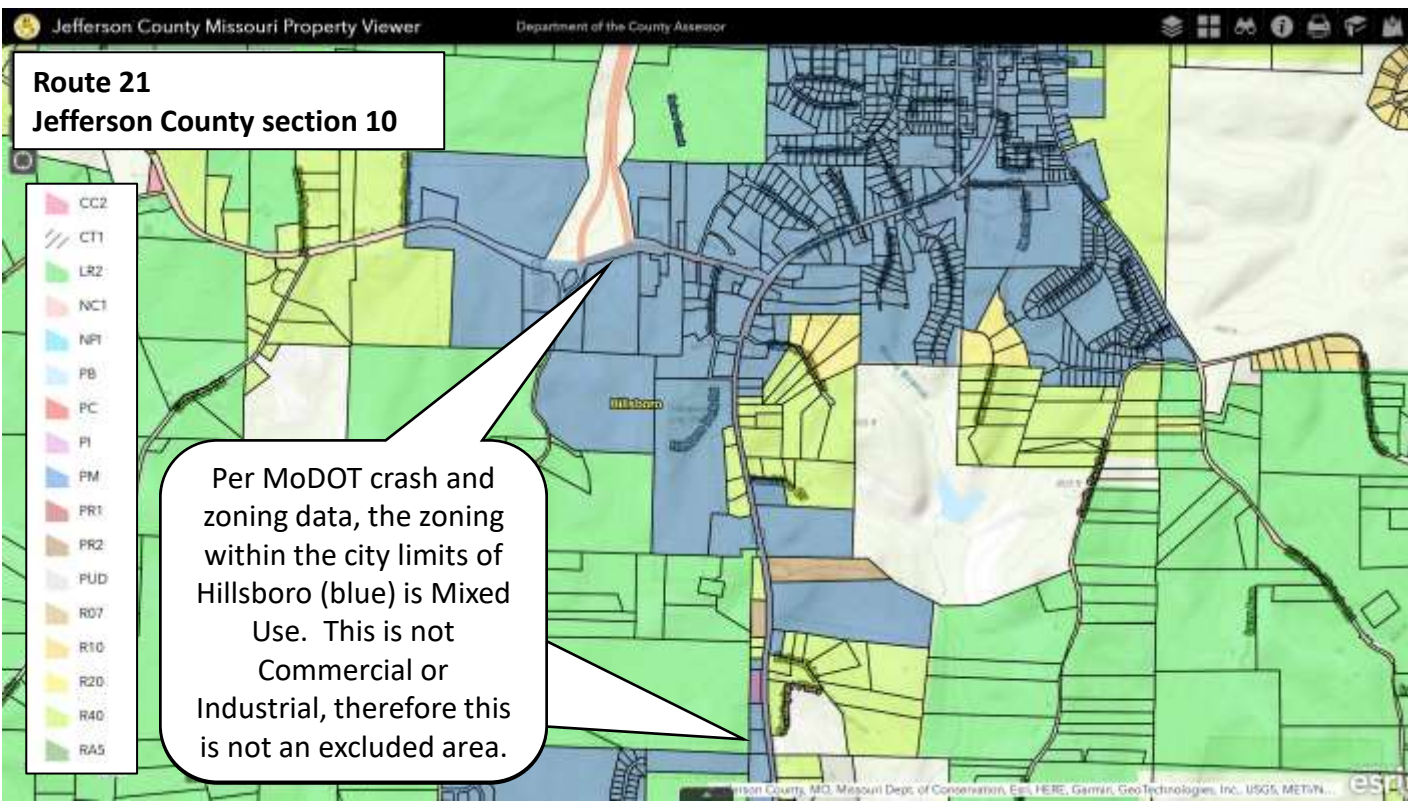 Jefferson County Missouri Property Viewer
Department of the County Assessor
Route 21
Jefferson County section 10
CC2
CT1
LR2
NC1
NPI
PB
PC
PI
PM
PR1
PR2
PUD
R07
R10
R20
R40
RA5
Hillsboro
Per MoDOT crash and
zoning data, the zoning
within the city limits of
Hillsboro (blue) is Mixed
Use. This is not
Commercial or
Industrial, therefore this
is not an excluded area.
County, MO, Missouri Dept. of Conservation, Esri, HERE, Garmin, GeoTechnologies, Inc., USGS, METI/N...
esri